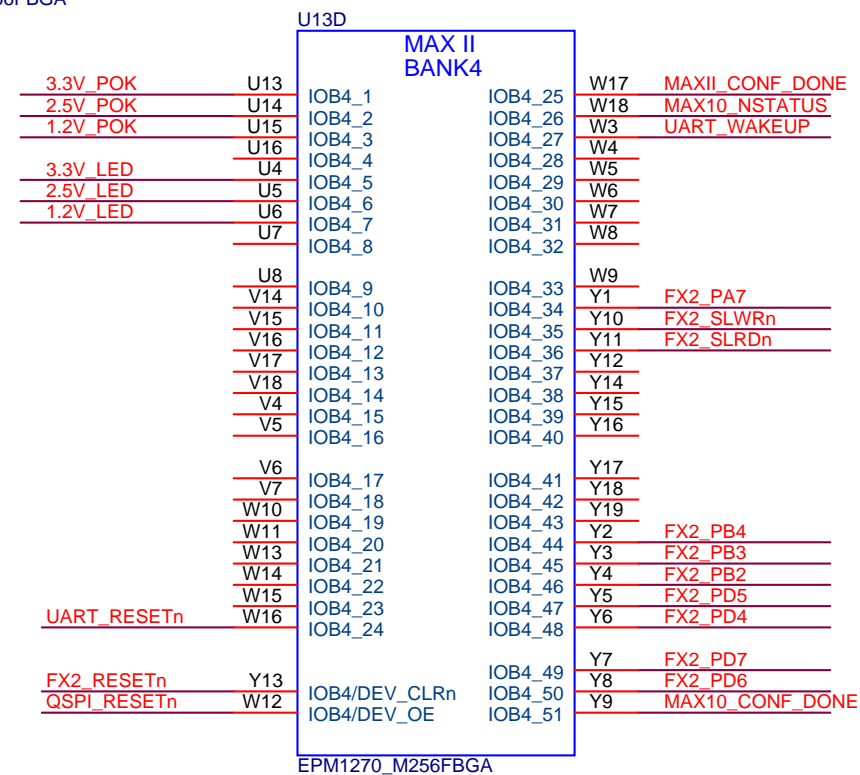 U13D
MAX II
BANK4
3.3V_POK U13 IOB4_1 IOB4_25 W17 MAXII_CONF_DONE
2.5V_POK U14 IOB4_2 IOB4_26 W18 MAX10_NSTATUS
1.2V_POK U15 IOB4_3 IOB4_27 W3 UART_WAKEUP
U16 IOB4_4 IOB4_28 W4
3.3V_LED U4 IOB4_5 IOB4_29 W5
2.5V_LED U5 IOB4_6 IOB4_30 W6
1.2V_LED U6 IOB4_7 IOB4_31 W7
U7 IOB4_8 IOB4_32 W8
U8 IOB4_9 IOB4_33 W9
V14 IOB4_10 IOB4_34 Y1 FX2_PA7
V15 IOB4_11 IOB4_35 Y10 FX2_SLWRn
V16 IOB4_12 IOB4_36 Y11 FX2_SLRDn
V17 IOB4_13 IOB4_37 Y12
V18 IOB4_14 IOB4_38 Y14
V4 IOB4_15 IOB4_39 Y15
V5 IOB4_16 IOB4_40 Y16
V6 IOB4_17 IOB4_41 Y17
V7 IOB4_18 IOB4_42 Y18
W10 IOB4_19 IOB4_43 Y19
W11 IOB4_20 IOB4_44 Y2 FX2_PB4
W13 IOB4_21 IOB4_45 Y3 FX2_PB3
W14 IOB4_22 IOB4_46 Y4 FX2_PB2
W15 IOB4_23 IOB4_47 Y5 FX2_PD5
UART_RESETn W16 IOB4_24 IOB4_48 Y6 FX2_PD4
IOB4_49 Y7 FX2_PD7
FX2_RESETn Y13 IOB4/DEV_CLRn IOB4_50 Y8 FX2_PD6
QSPI_RESETn W12 IOB4/DEV_OE IOB4_51 Y9 MAX10_CONF_DONE
EPM1270_M256FBGA